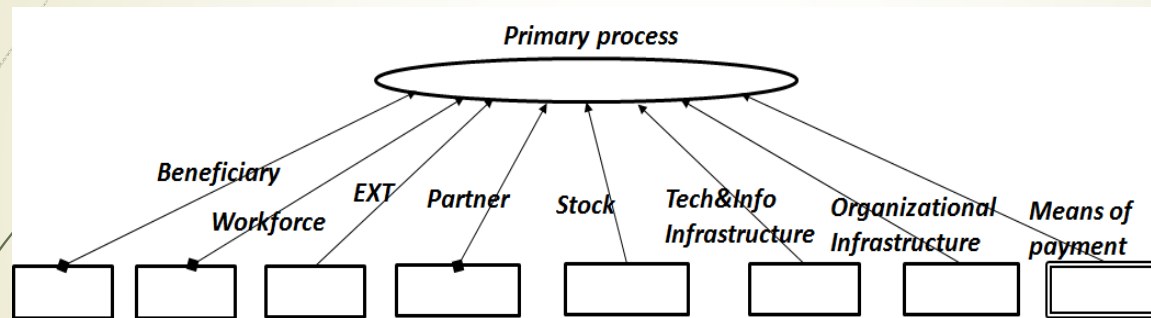 Primary process
Beneficiary
Workforce
EXT
Partner
Stock
Tech&Info
Infrastructure
Organizational
Infrastructure
Means of
payment